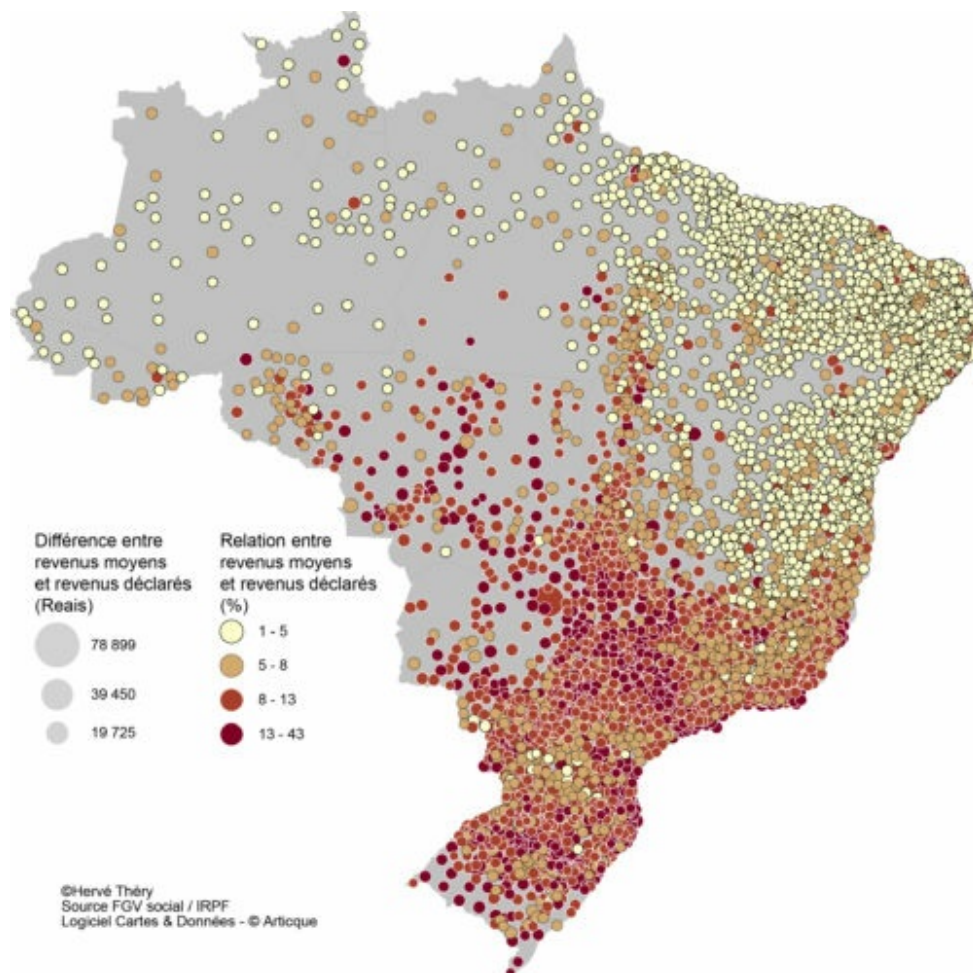 Différence entre
revenus moyens
et revenus déclarés
(Reais)
78 899
39 450
19 725
Relation entre
revenus moyens
et revenus déclarés
(%)
1 - 5
5 - 8
8 - 13
13 - 43
©Hervé Théry
Source FGV social / IRPF
Logiciel Cartes & Données - © Articque